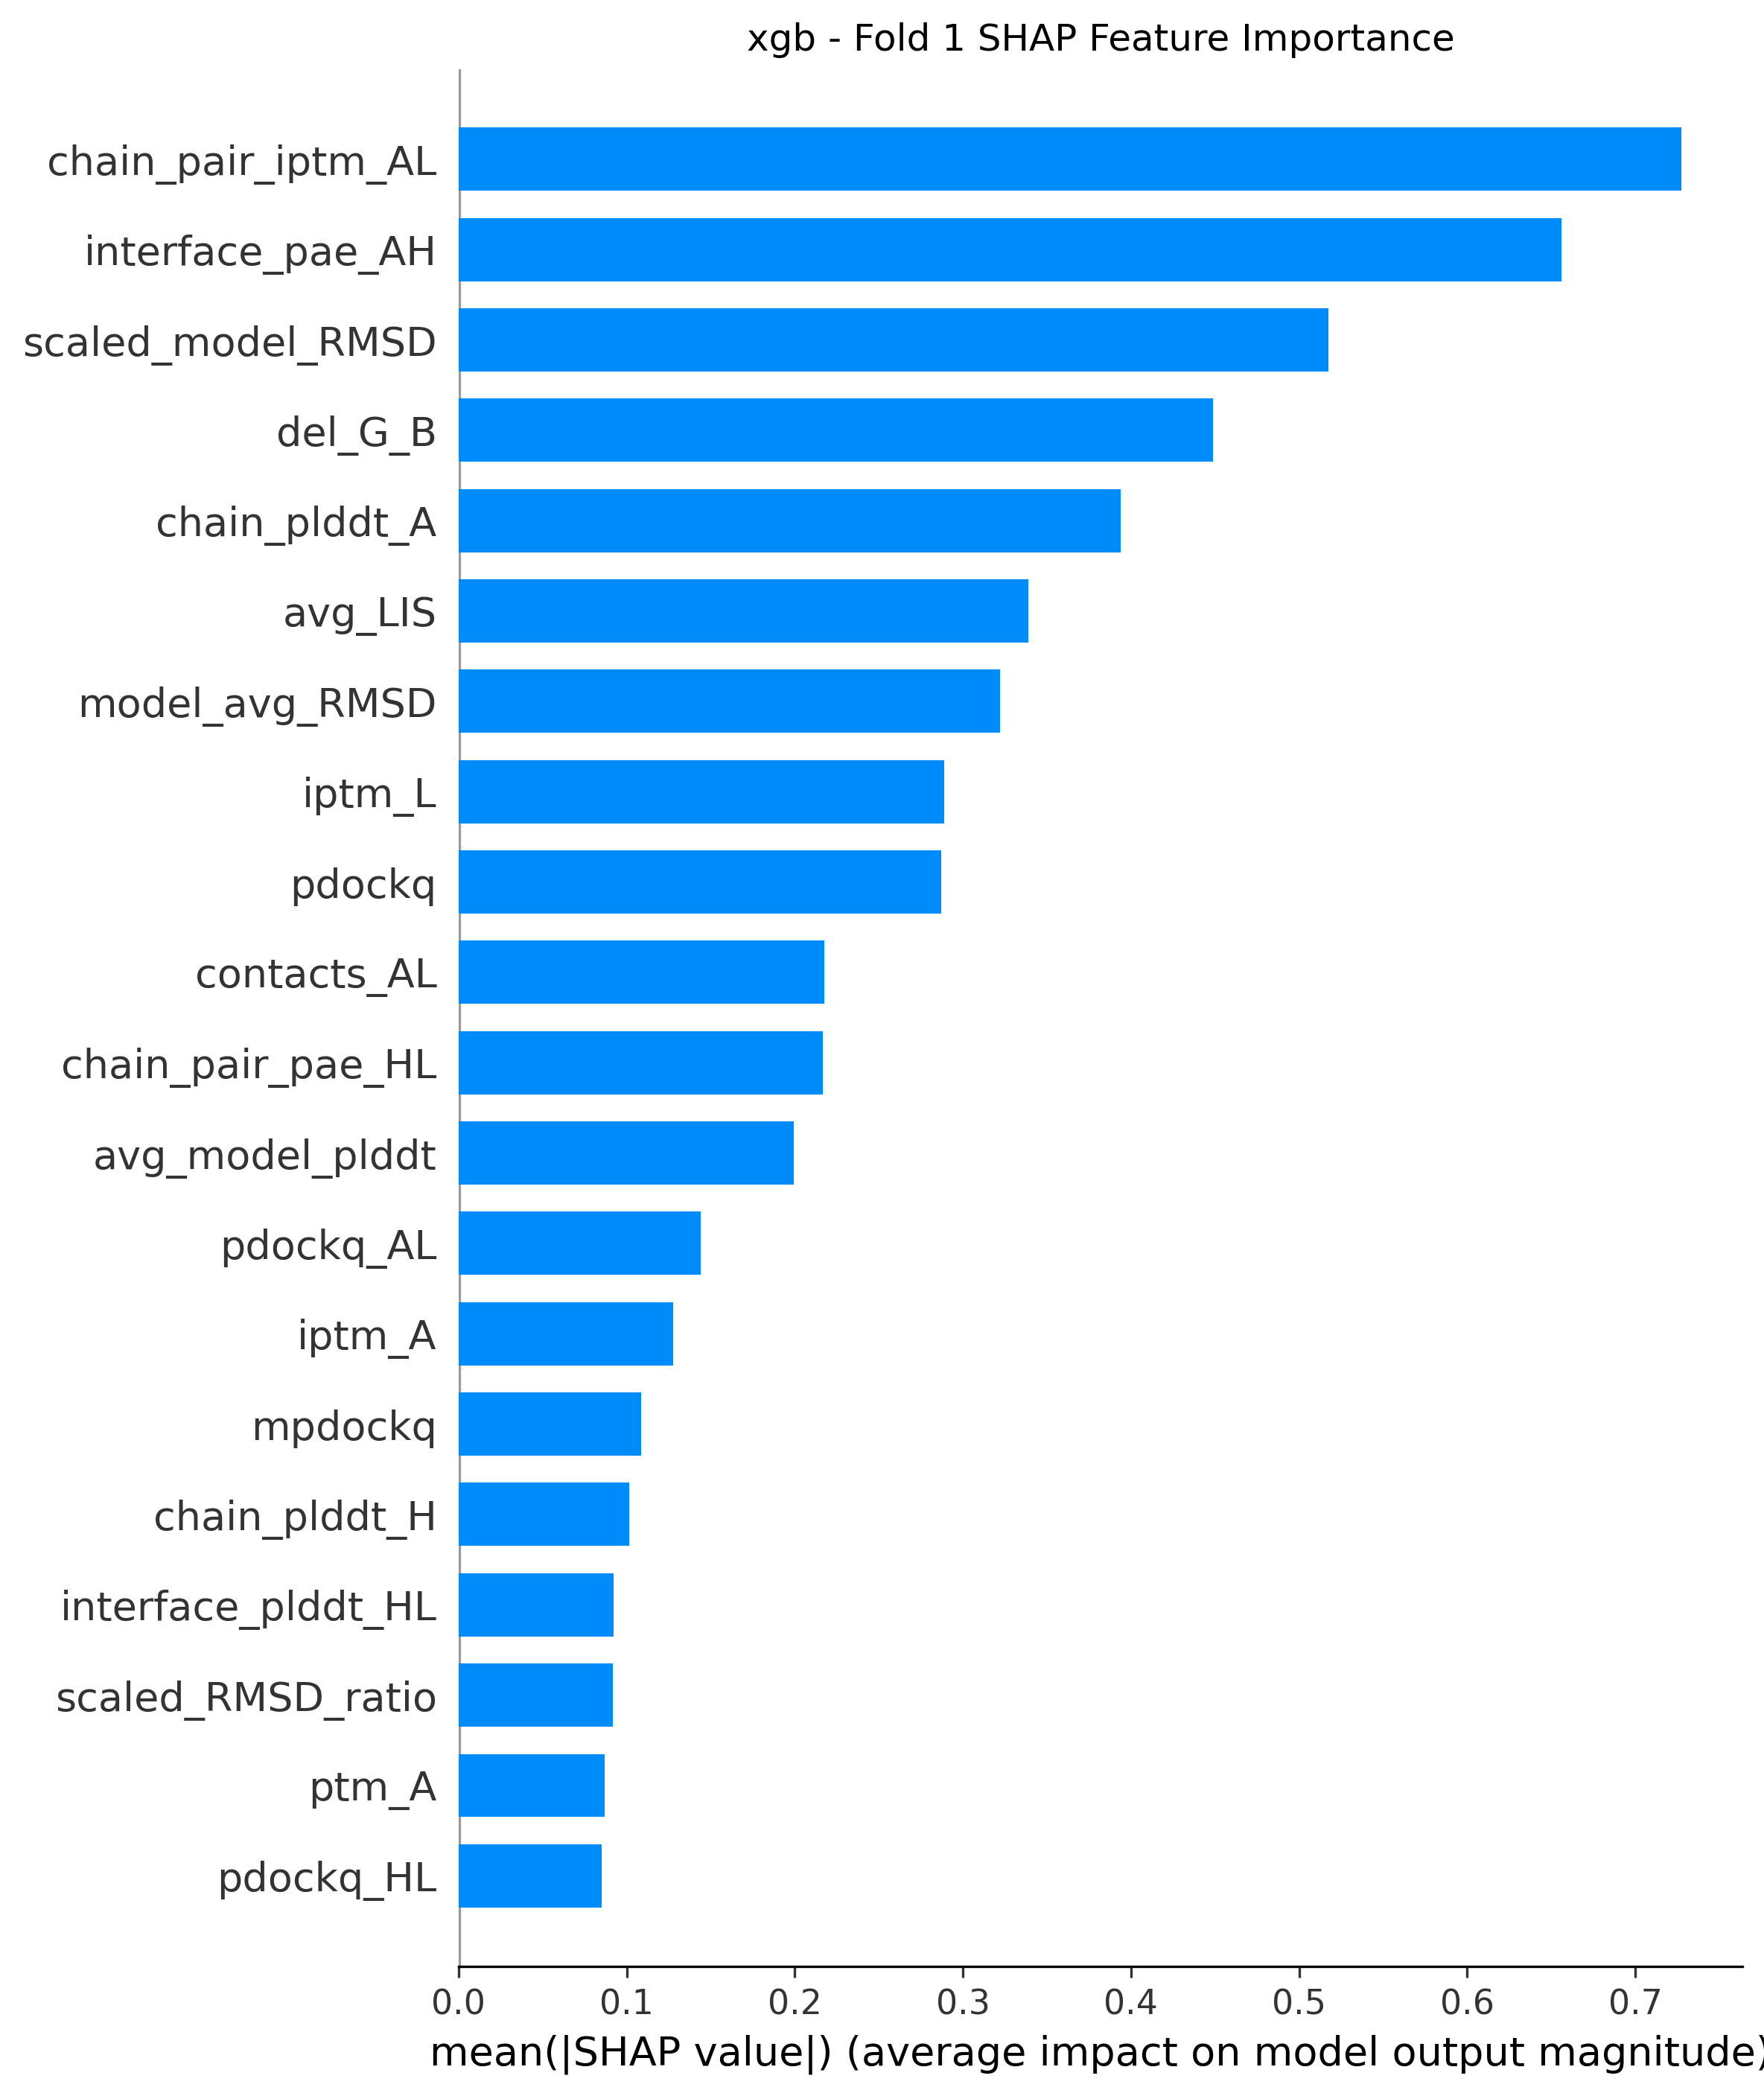 xgb - Fold 1 SHAP Feature Importance
chain_pair_iptm_AL
interface_pae_AH
scaled_model_RMSD
del_G_B
chain_plddt_A
avg_LIS
model_avg_RMSD
iptm_L
pdockq
contacts_AL
chain_pair_pae_HL
avg_model_plddt
pdockq_AL
iptm_A
mpdockq
chain_plddt_H
interface_plddt_HL
scaled_RMSD_ratio
ptm_A
pdockq_HL
0.0 0.1 0.2 0.3 0.4 0.5 0.6 0.7
mean(|SHAP value|) (average impact on model output magnitude)